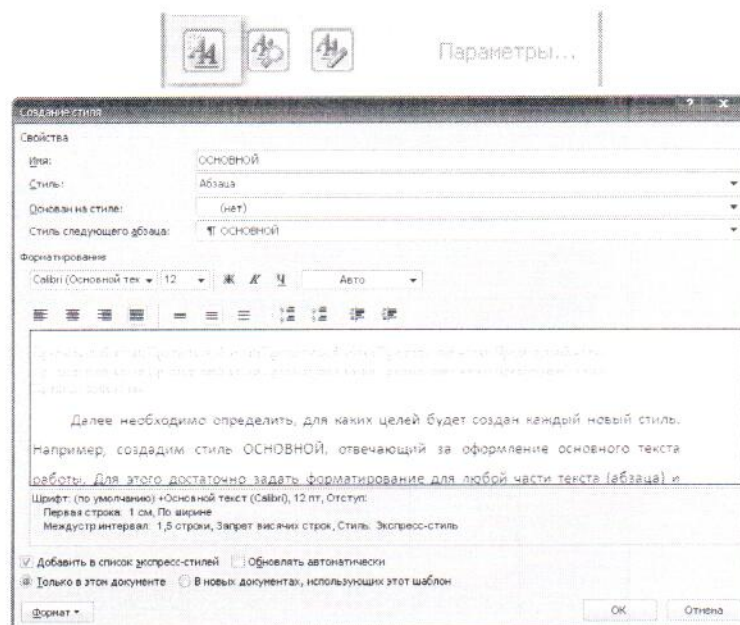 Параметры...
Создание стиля
Свойства
Имя: ОСНОВНОЙ
Стиль: Абзаца
Основан на стиле: (нет)
Стиль следующего абзаца: ¶ ОСНОВНОЙ
Форматирование
Calibri (Основной тек 12 Ж К Ч Авто
Далее необходимо определить, для каких целей будет создан каждый новый стиль.
Например, создадим стиль ОСНОВНОЙ, отвечающий за оформление основного текста
работы. Для этого достаточно задать форматирование для любой части текста (абзаца) и
Шрифт: (по умолчанию) +Основной текст (Calibri), 12 пт, Отступ:
Первая строка: 1 см, По ширине
Междустр.интервал: 1,5 строки, Запрет висячих строк, Стиль: Экспресс-стиль
Добавить в список экспресс-стилей Обновлять автоматически
Только в этом документе В новых документах, использующих этот шаблон
Формат ОК Отмена